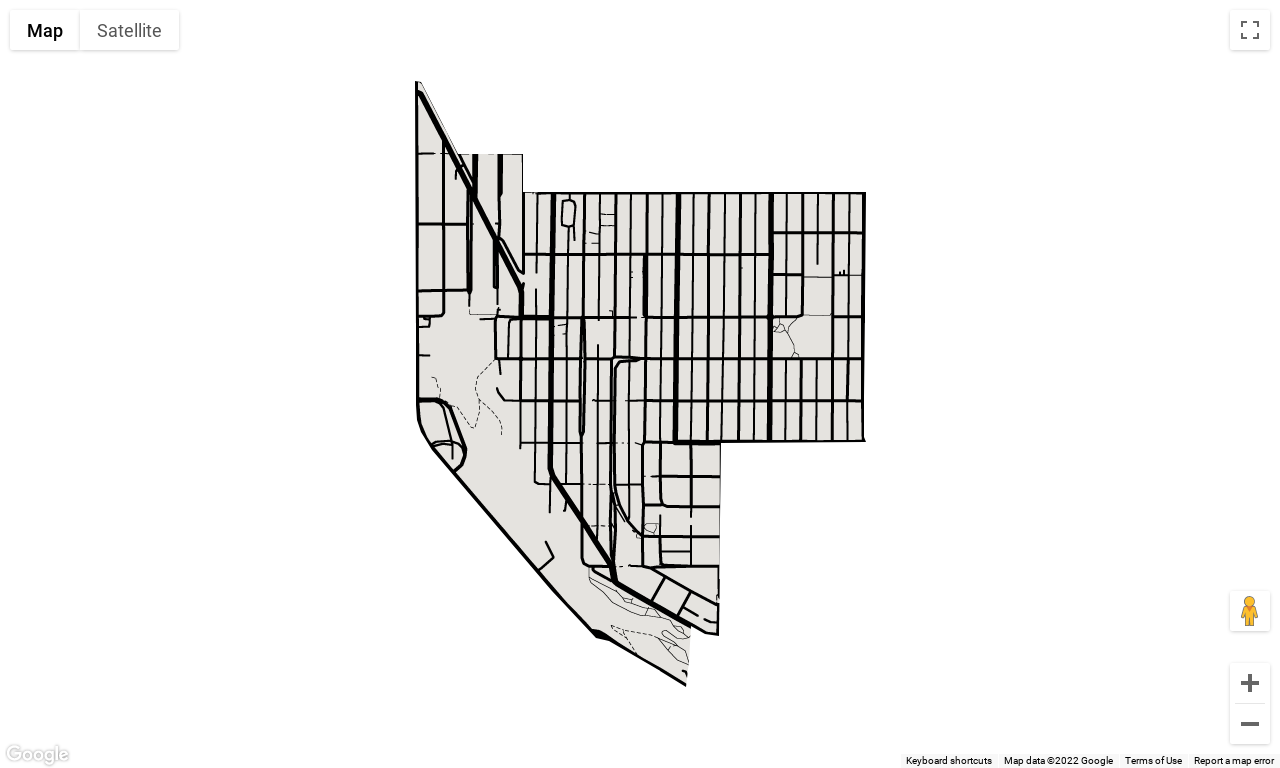 Map Satellite
Google
Keyboard shortcuts Map data ©2022 Google Terms of Use Report a map error